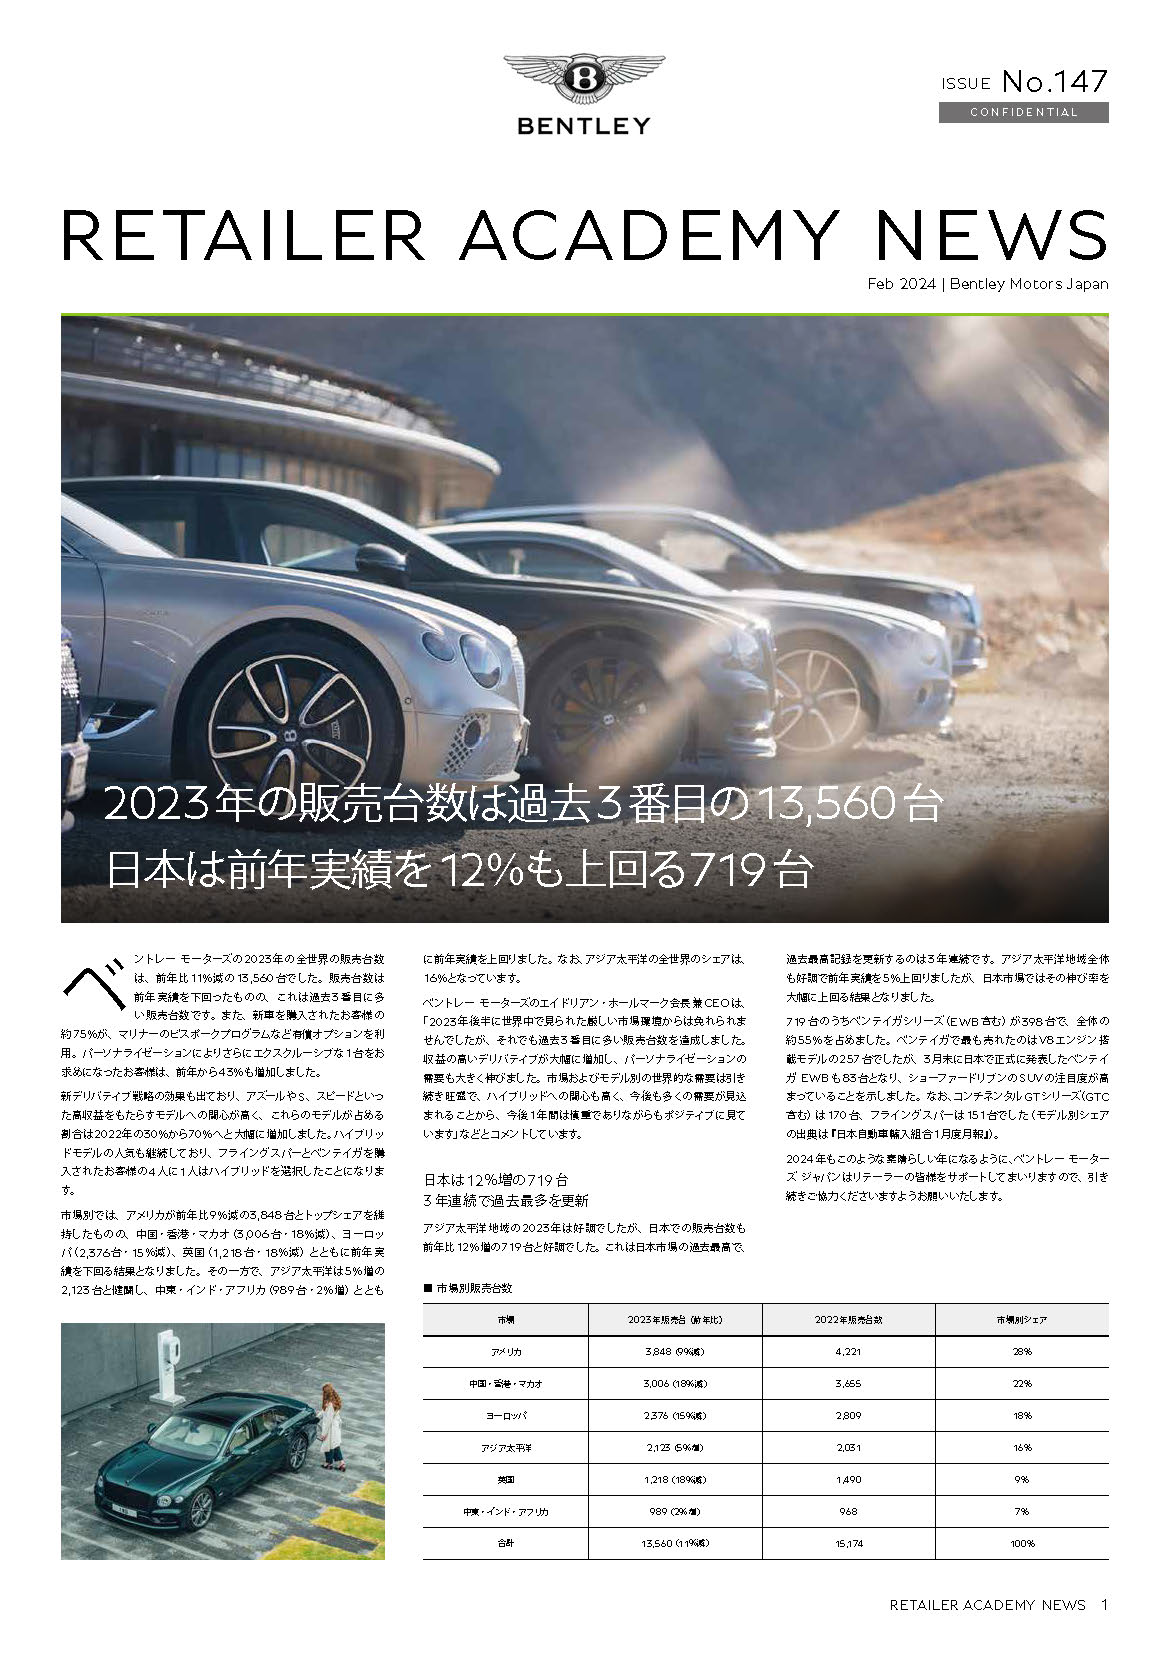 BENTLEY
ISSUE No.147
CONFIDENTIAL
RETAILER ACADEMY NEWS
Feb 2024 | Bentley Motors Japan
2023年の販売台数は過去3番目の13,560台
日本は前年実績を12%も上回る719台
ベントレー モーターズの2023年の全世界の販売台数
は、前年比11%減の13,560台でした。販売台数は
前年実績を下回ったものの、これは過去3番目に多
い販売台数です。また、新車を購入されたお客様の
約75%が、マリナーのビスポークプログラムなど有償オプションを利
用。パーソナライゼーションによりさらにエクスクルーシブな1台をお
求めになったお客様は、前年から43%も増加しました。
新デリバティブ戦略の効果も出ており、アズールやS、スピードといっ
た高収益をもたらすモデルへの関心が高く、これらのモデルが占める
割合は2022年の30%から70%へと大幅に増加しました。ハイブリッ
ドモデルの人気も継続しており、フライングスパーとベンテイガを購
入されたお客様の4人に1人はハイブリッドを選択したことになりま
す。
市場別では、アメリカが前年比9%減の3,848台とトップシェアを維
持したものの、中国・香港・マカオ（3,006台・18%減）、ヨーロッ
パ（2,376台・15%減）、英国（1,218台・18%減）とともに前年実
績を下回る結果となりました。その一方で、アジア太平洋は5%増の
2,123台と健闘し、中東・インド・アフリカ（989台・2%増）ととも
に前年実績を上回りました。なお、アジア太平洋の全世界のシェアは、
16%となっています。
ベントレー モーターズのエイドリアン・ホールマーク会長兼CEOは、
「2023年後半に世界中で見られた厳しい市場環境からは免れられま
せんでしたが、それでも過去3番目に多い販売台数を達成しました。
収益の高いデリバティブが大幅に増加し、パーソナライゼーションの
需要も大きく伸びました。市場およびモデル別の世界的な需要は引き
続き旺盛で、ハイブリッドへの関心も高く、今後も多くの需要が見込
まれることから、今後1年間は慎重でありながらもポジティブに見て
います」などとコメントしています。
日本は12%増の719台
3年連続で過去最多を更新
アジア太平洋地域の2023年は好調でしたが、日本での販売台数も
前年比12%増の719台と好調でした。これは日本市場の過去最高で、
過去最高記録を更新するのは3年連続です。アジア太平洋地域全体
も好調で前年実績を5%上回りましたが、日本市場ではその伸び率を
大幅に上回る結果となりました。
719台のうちベンテイガシリーズ（EWB含む）が398台で、全体の
約55%を占めました。ベンテイガで最も売れたのはV8エンジン搭
載モデルの257台でしたが、3月末に日本で正式に発表したベンテイ
ガ EWBも83台となり、ショーファードリブンのSUVの注目度が高
まっていることを示しました。なお、コンチネンタルGTシリーズ（GTC
含む）は170台、フライングスパーは151台でした（モデル別シェア
の出典は『日本自動車輸入組合1月度月報』）。
2024年もこのような素晴らしい年になるように、ベントレー モーター
ズ ジャパンはリテーラーの皆様をサポートしてまいりますので、引き
続きご協力くださいますようお願いいたします。
■ 市場別販売台数
市場 2023年販売台（前年比） 2022年販売台数 市場別シェア
アメリカ 3,848（9%減） 4,221 28%
中国・香港・マカオ 3,006（18%減） 3,655 22%
ヨーロッパ 2,376（15%減） 2,809 18%
アジア太平洋 2,123（5%増） 2,031 16%
英国 1,218（18%減） 1,490 9%
中東・インド・アフリカ 989（2%増） 968 7%
合計 13,560（11%減） 15,174 100%
RETAILER ACADEMY NEWS 1